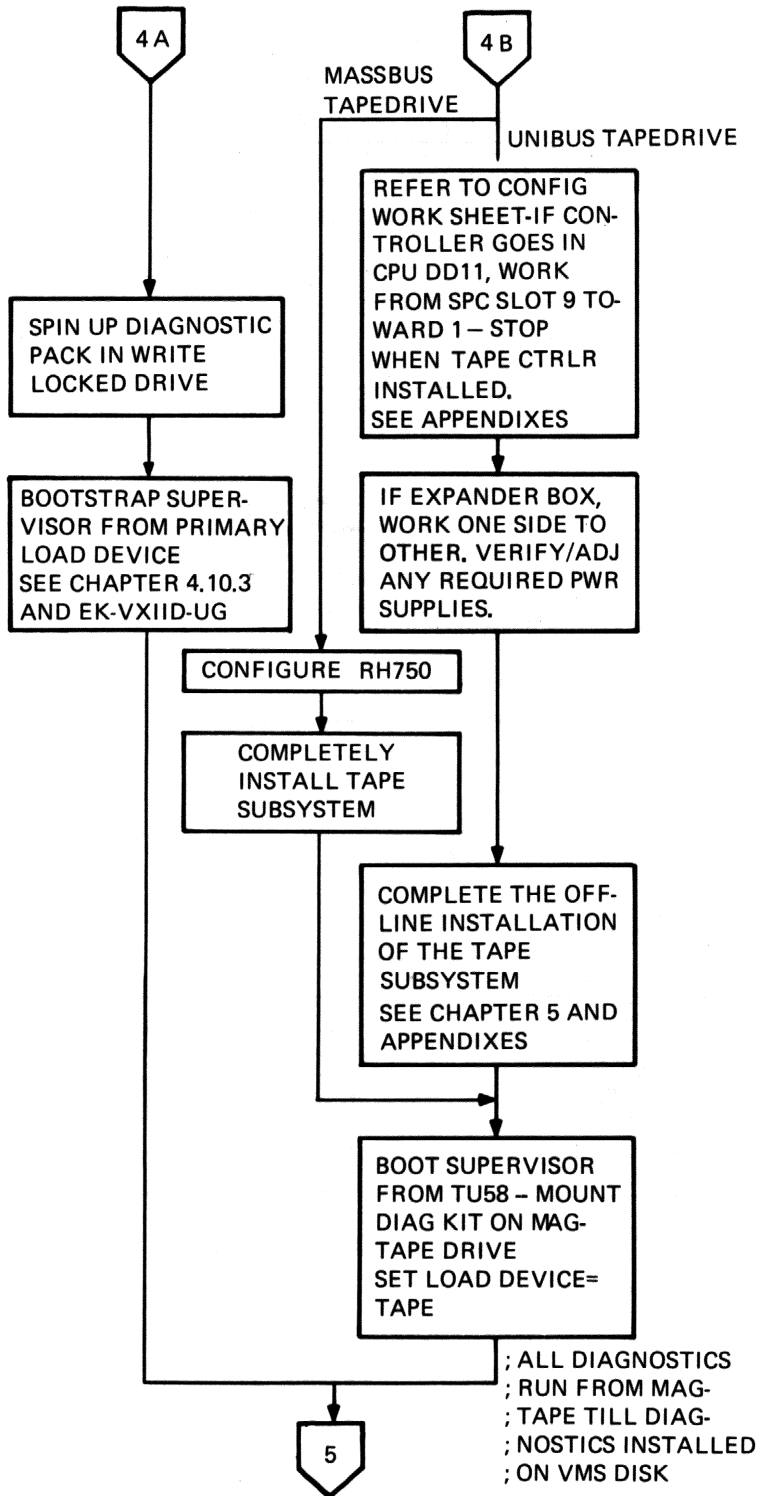 4A
4B
MASSBUS
TAPEDRIVE
UNIBUS TAPEDRIVE
REFER TO CONFIG
WORK SHEET-IF CON-
TROLLER GOES IN
CPU DD11, WORK
FROM SPC SLOT 9 TO-
WARD 1 – STOP
WHEN TAPE CTRLR
INSTALLED.
SEE APPENDIXES
SPIN UP DIAGNOSTIC
PACK IN WRITE
LOCKED DRIVE
BOOTSTRAP SUPER-
VISOR FROM PRIMARY
LOAD DEVICE
SEE CHAPTER 4.10.3
AND EK-VXIID-UG
IF EXPANDER BOX,
WORK ONE SIDE TO
OTHER. VERIFY/ADJ
ANY REQUIRED PWR
SUPPLIES.
CONFIGURE RH750
COMPLETELY
INSTALL TAPE
SUBSYSTEM
COMPLETE THE OFF-
LINE INSTALLATION
OF THE TAPE
SUBSYSTEM
SEE CHAPTER 5 AND
APPENDIXES
BOOT SUPERVISOR
FROM TU58 – MOUNT
DIAG KIT ON MAG-
TAPE DRIVE
SET LOAD DEVICE=
TAPE
; ALL DIAGNOSTICS
; RUN FROM MAG-
; TAPE TILL DIAG-
; NOSTICS INSTALLED
; ON VMS DISK
5